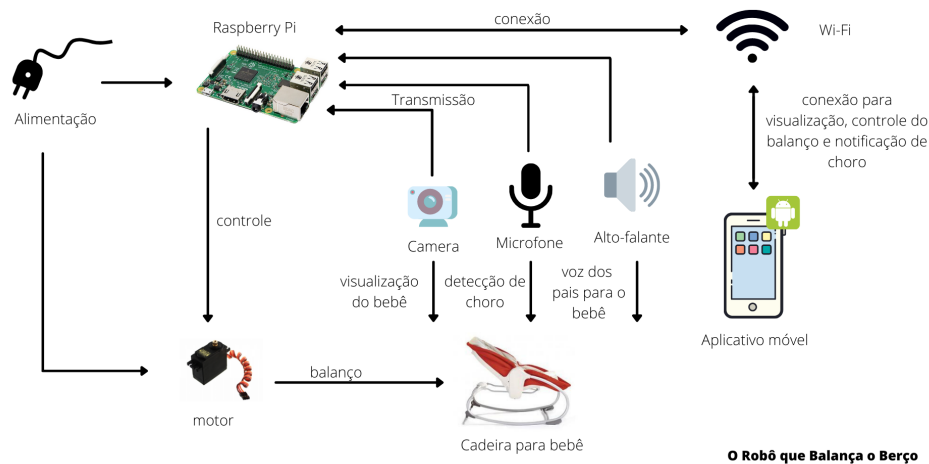 Raspberry Pi
conexão
Wi-Fi
Alimentação
Transmissão
conexão para
visualização, controle do
balanço e notificação de
choro
controle
Camera
Microfone
Alto-falante
visualização
do bebê
detecção de
choro
voz dos
pais para o
bebê
Aplicativo móvel
balanço
motor
Cadeira para bebê
O Robô que Balança o Berço